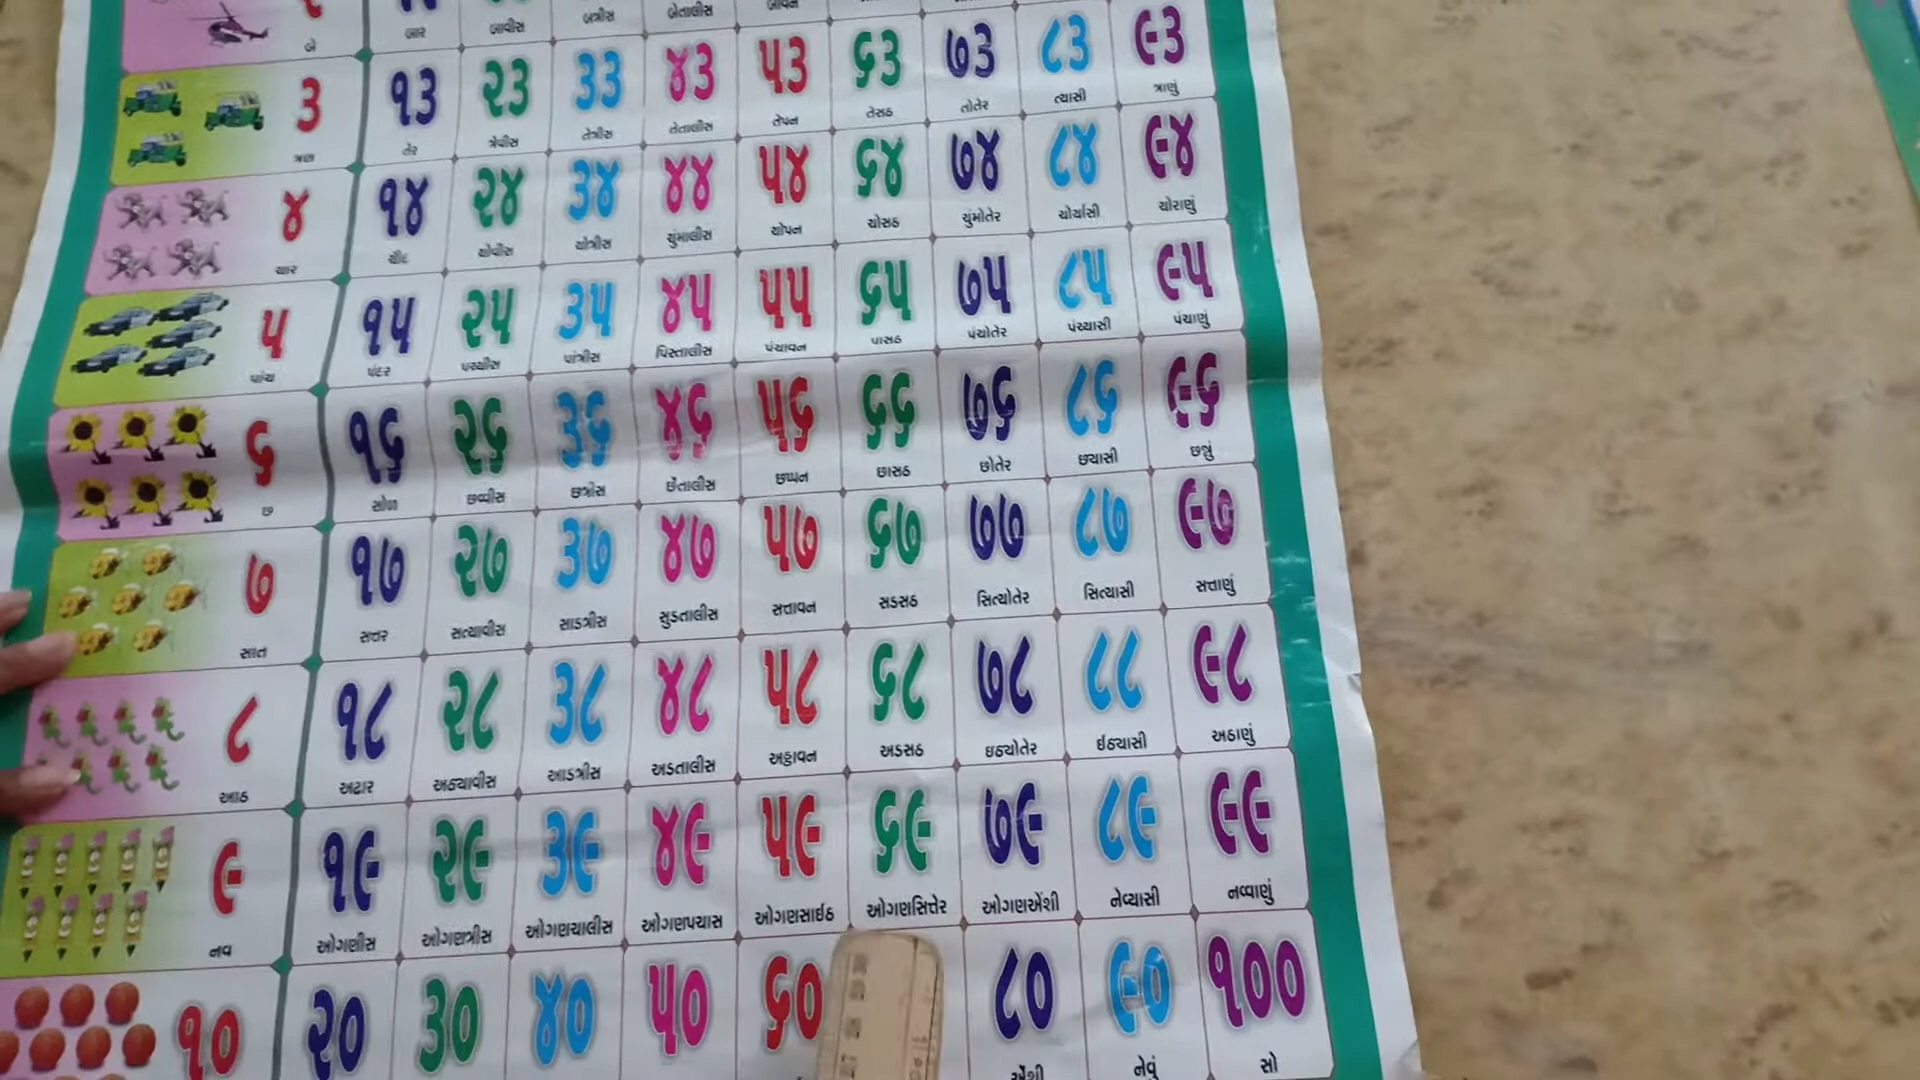 બે બાર બાવીસ બત્રીસ બેતાલીસ બાવન
૩ ૧૩ ૨૩ ૩૩ ૪૩ ૫૩ ૬૩ ૭૩ ૮૩ ૯૩
ત્રણ તેર ત્રેવીસ તેત્રીસ તેતાલીસ તેપન તેસઠ તોતેર ત્યાસી ત્રાણું
૪ ૧૪ ૨૪ ૩૪ ૪૪ ૫૪ ૬૪ ૭૪ ૮૪ ૯૪
ચાર ચૌદ ચોવીસ ચોત્રીસ ચુંમાલીસ ચોપન ચોસઠ ચુંમોતેર ચોર્યાસી ચોરાણું
૫ ૧૫ ૨૫ ૩૫ ૪૫ ૫૫ ૬૫ ૭૫ ૮૫ ૯૫
પાંચ પંદર પચ્ચીસ પાંત્રીસ પિસ્તાલીસ પંચાવન પાસઠ પંચોતેર પંચ્યાસી પંચાણું
૬ ૧૬ ૨૬ ૩૬ ૪૬ ૫૬ ૬૬ ૭૬ ૮૬ ૯૬
છ સોળ છવ્વીસ છત્રીસ છેંતાલીસ છપ્પન છાસઠ છોતેર છયાસી છન્નું
૭ ૧૭ ૨૭ ૩૭ ૪૭ ૫૭ ૬૭ ૭૭ ૮૭ ૯૭
સાત સત્તર સત્યાવીસ સાડત્રીસ સુડતાલીસ સત્તાવન સડસઠ સિત્યોતેર સિત્યાસી સત્તાણું
૮ ૧૮ ૨૮ ૩૮ ૪૮ ૫૮ ૬૮ ૭૮ ૮૮ ૯૮
આઠ અઢાર અઠ્યાવીસ આડત્રીસ અડતાલીસ અઠ્ઠાવન અડસઠ ઇઠ્યોતેર ઈઠ્યાસી અઠાણું
૯ ૧૯ ૨૯ ૩૯ ૪૯ ૫૯ ૬૯ ૭૯ ૮૯ ૯૯
નવ ઓગણીસ ઓગણત્રીસ ઓગણચાલીસ ઓગણપચાસ ઓગણસાઇઠ ઓગણસિત્તેર ઓગણએંશી નેવ્યાસી નવ્વાણું
૧૦ ૨૦ ૩૦ ૪૦ ૫૦ ૬૦ ૮૦ ૯૦ ૧૦૦
એંશી નેવું સો